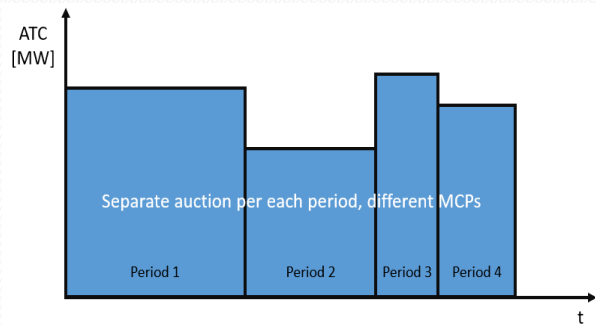 ATC
[MW]
Separate auction per each period, different MCPs
Period 1
Period 2
Period 3
Period 4
t